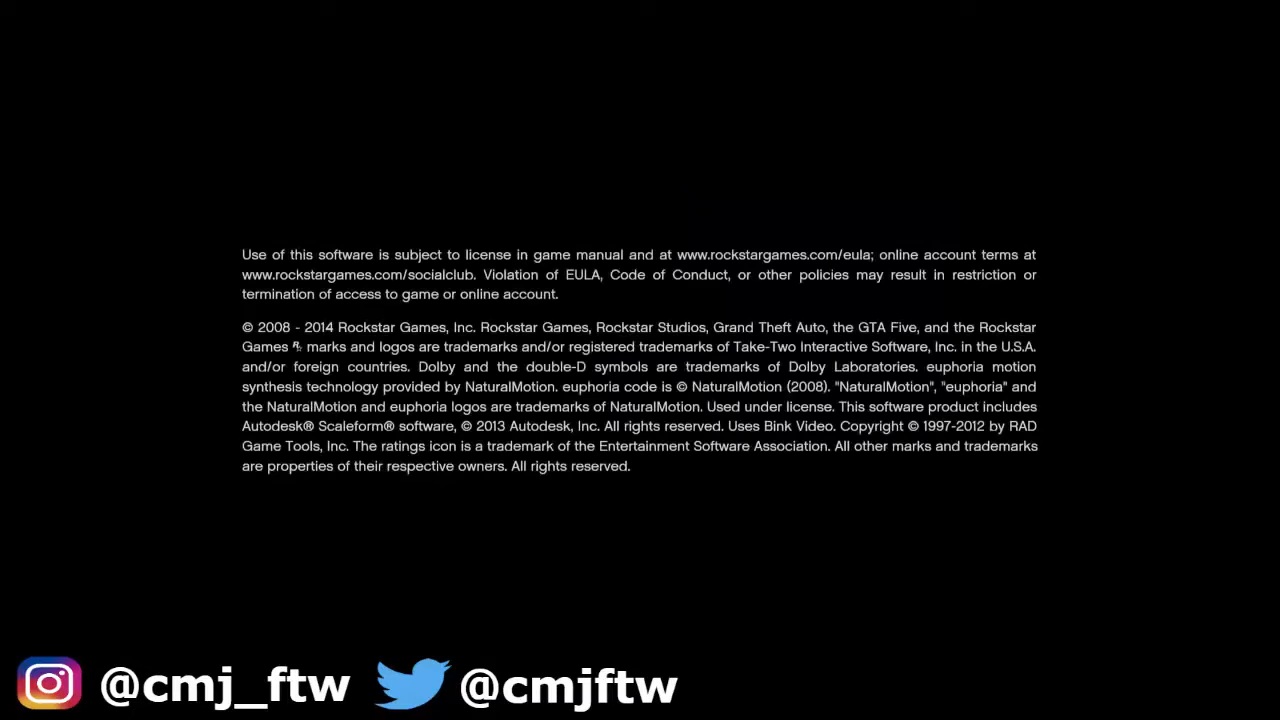 Use of this software is subject to license in game manual and at www.rockstargames.com/eula; online account terms at
www.rockstargames.com/socialclub. Violation of EULA, Code of Conduct, or other policies may result in restriction or
termination of access to game or online account.
© 2008 - 2014 Rockstar Games, Inc. Rockstar Games, Rockstar Studios, Grand Theft Auto, the GTA Five, and the Rockstar
Games R* marks and logos are trademarks and/or registered trademarks of Take-Two Interactive Software, Inc. in the U.S.A.
and/or foreign countries. Dolby and the double-D symbols are trademarks of Dolby Laboratories. euphoria motion
synthesis technology provided by NaturalMotion. euphoria code is © NaturalMotion (2008). "NaturalMotion", "euphoria" and
the NaturalMotion and euphoria logos are trademarks of NaturalMotion. Used under license. This software product includes
Autodesk® Scaleform® software, © 2013 Autodesk, Inc. All rights reserved. Uses Bink Video. Copyright © 1997-2012 by RAD
Game Tools, Inc. The ratings icon is a trademark of the Entertainment Software Association. All other marks and trademarks
are properties of their respective owners. All rights reserved.
@cmj_ftw @cmjftw